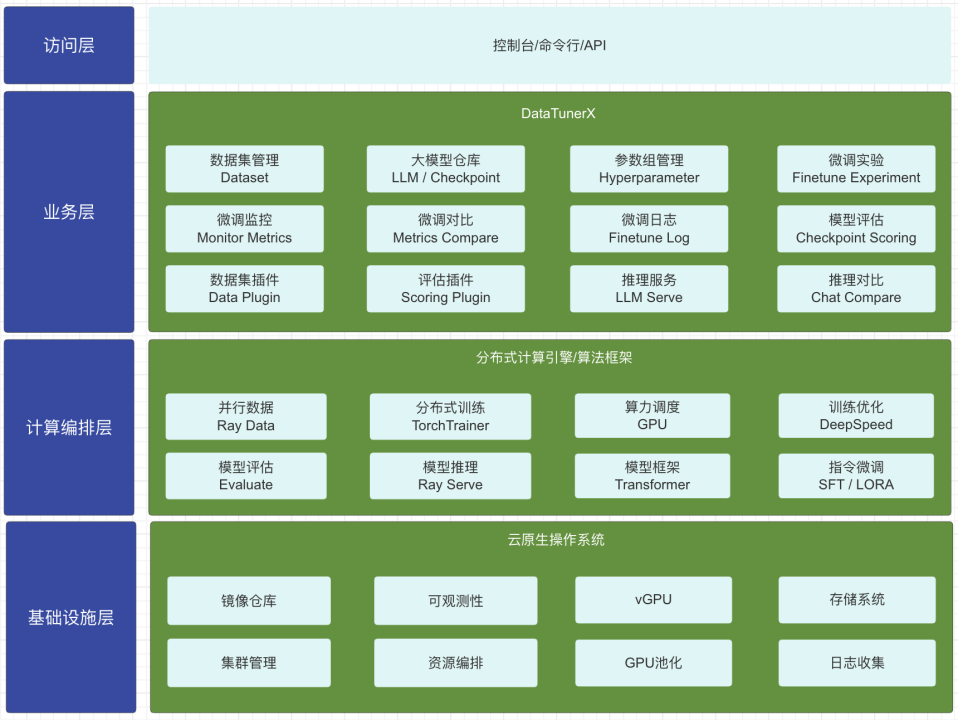 访问层
控制台/命令行/API
业务层
DataTunerX
数据集管理
Dataset
大模型仓库
LLM / Checkpoint
参数组管理
Hyperparameter
微调实验
Finetune Experiment
微调监控
Monitor Metrics
微调对比
Metrics Compare
微调日志
Finetune Log
模型评估
Checkpoint Scoring
数据集插件
Data Plugin
评估插件
Scoring Plugin
推理服务
LLM Serve
推理对比
Chat Compare
计算编排层
分布式计算引擎/算法框架
并行数据
Ray Data
分布式训练
TorchTrainer
算力调度
GPU
训练优化
DeepSpeed
模型评估
Evaluate
模型推理
Ray Serve
模型框架
Transformer
指令微调
SFT / LORA
基础设施层
云原生操作系统
镜像仓库
可观测性
vGPU
存储系统
集群管理
资源编排
GPU池化
日志收集